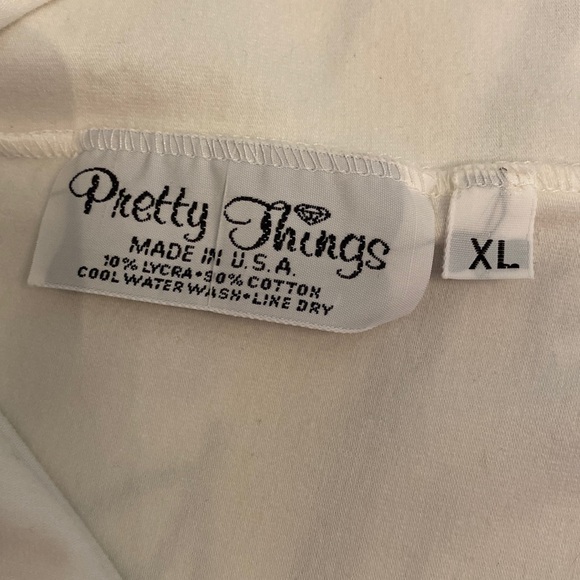 Pretty Things
MADE IN U.S.A.
10% LYCRA•90% COTTON
COOL WATER WASH•LINE DRY
XL